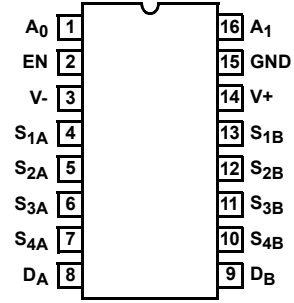 A0 1 16 A1
EN 2 15 GND
V- 3 14 V+
S1A 4 13 S1B
S2A 5 12 S2B
S3A 6 11 S3B
S4A 7 10 S4B
DA 8 9 DB